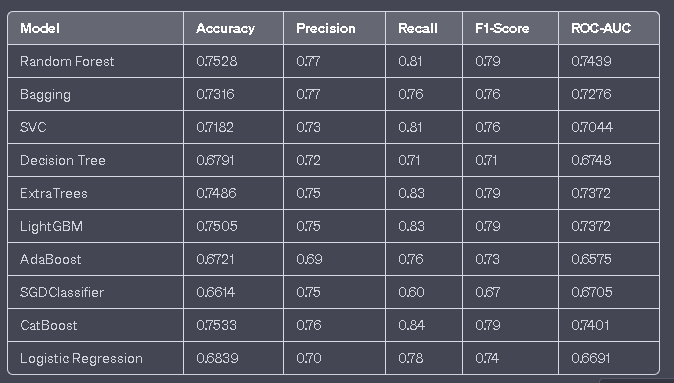 Model Accuracy Precision Recall F1-Score ROC-AUC
Random Forest 0.7528 0.77 0.81 0.79 0.7439
Bagging 0.7316 0.77 0.76 0.76 0.7276
SVC 0.7182 0.73 0.81 0.76 0.7044
Decision Tree 0.6791 0.72 0.71 0.71 0.6748
ExtraTrees 0.7486 0.75 0.83 0.79 0.7372
LightGBM 0.7505 0.75 0.83 0.79 0.7372
AdaBoost 0.6721 0.69 0.76 0.73 0.6575
SGDClassifier 0.6614 0.75 0.60 0.67 0.6705
CatBoost 0.7533 0.76 0.84 0.79 0.7401
Logistic Regression 0.6839 0.70 0.78 0.74 0.6691